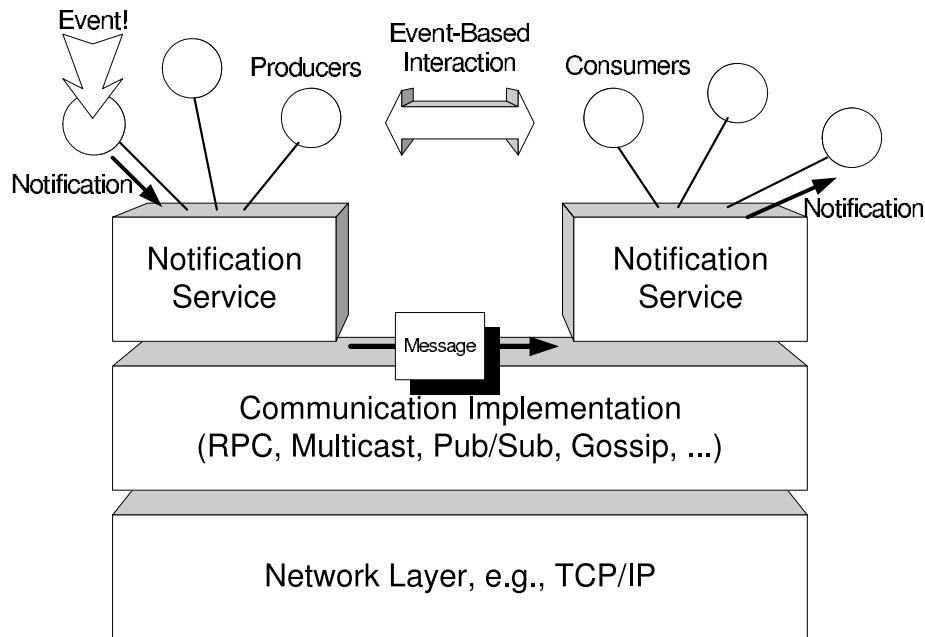 Event!
Producers
Event-Based
Interaction
Consumers
Notification
Notification
Notification
Service
Notification
Service
Message
Communication Implementation
(RPC, Multicast, Pub/Sub, Gossip, ...)
Network Layer, e.g., TCP/IP